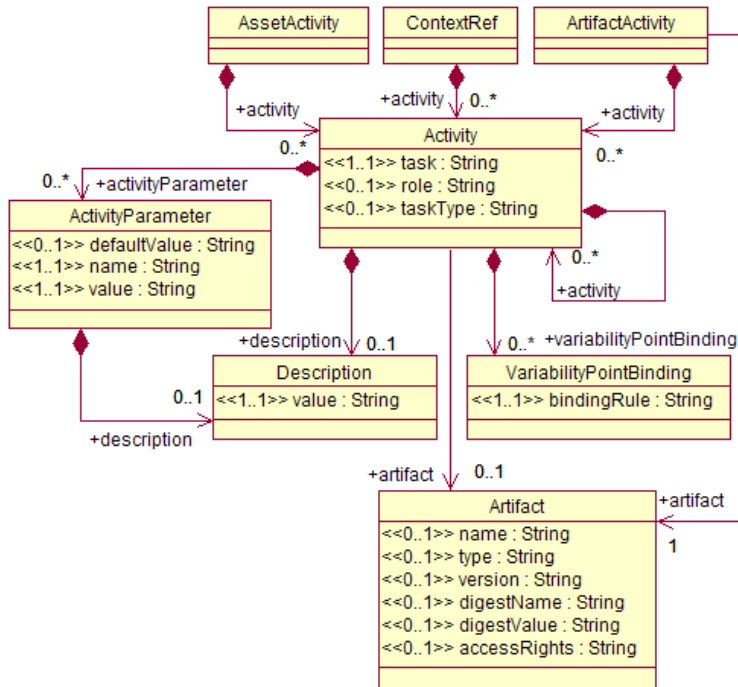 AssetActivity
ContextRef
ArtifactActivity
+activity
+activity
0..*
+activity
Activity
0..*
0..*
<<1..1>> task : String
<<0..1>> role : String
<<0..1>> taskType : String
0..*
+activityParameter
ActivityParameter
<<0..1>> defaultValue : String
<<1..1>> name : String
<<1..1>> value : String
0..*
+activity
+description
0..1
0..*
+variabilityPointBinding
Description
<<1..1>> value : String
VariabilityPointBinding
<<1..1>> bindingRule : String
0..1
+description
+artifact
0..1
Artifact
+artifact
1
<<0..1>> name : String
<<0..1>> type : String
<<0..1>> version : String
<<0..1>> digestName : String
<<0..1>> digestValue : String
<<0..1>> accessRights : String